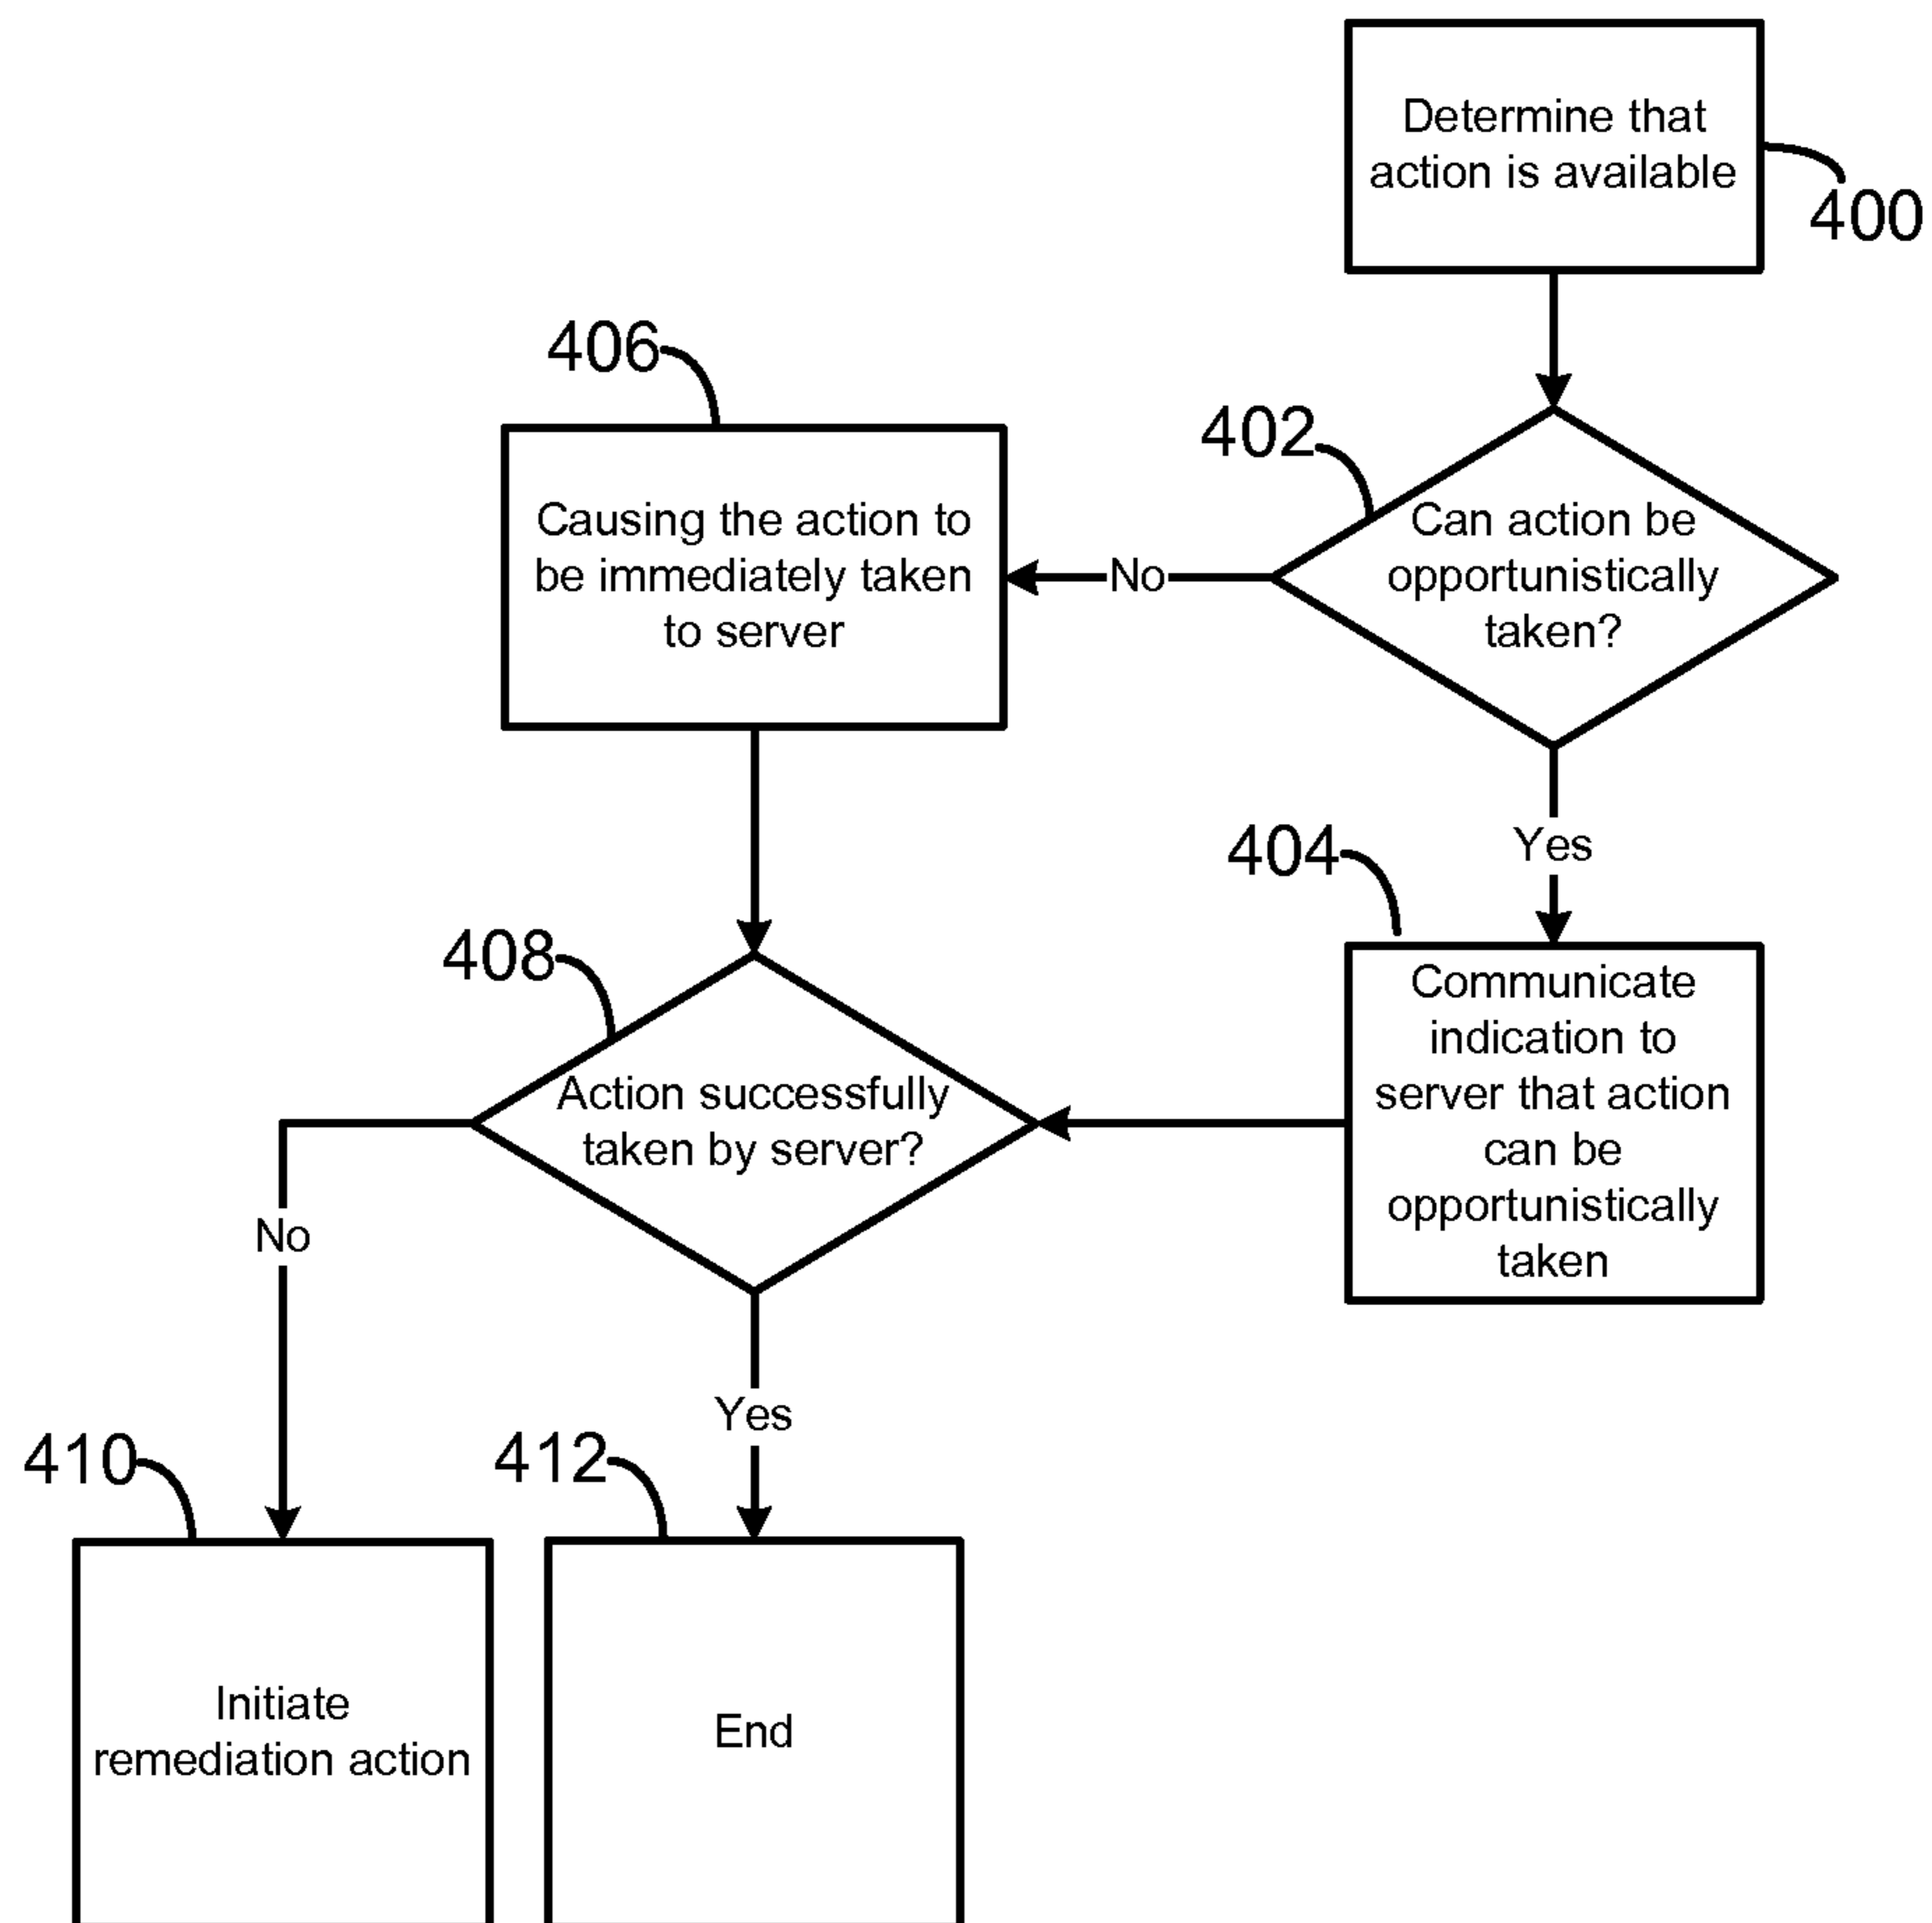 Determine that
action is available
400
406
402
Causing the action to
be immediately taken
to server
No
Can action be
opportunistically
taken?
Yes
404
408
Communicate
indication to
server that action
can be
opportunistically
taken
Action successfully
taken by server?
No
Yes
410
412
Initiate
remediation action
End